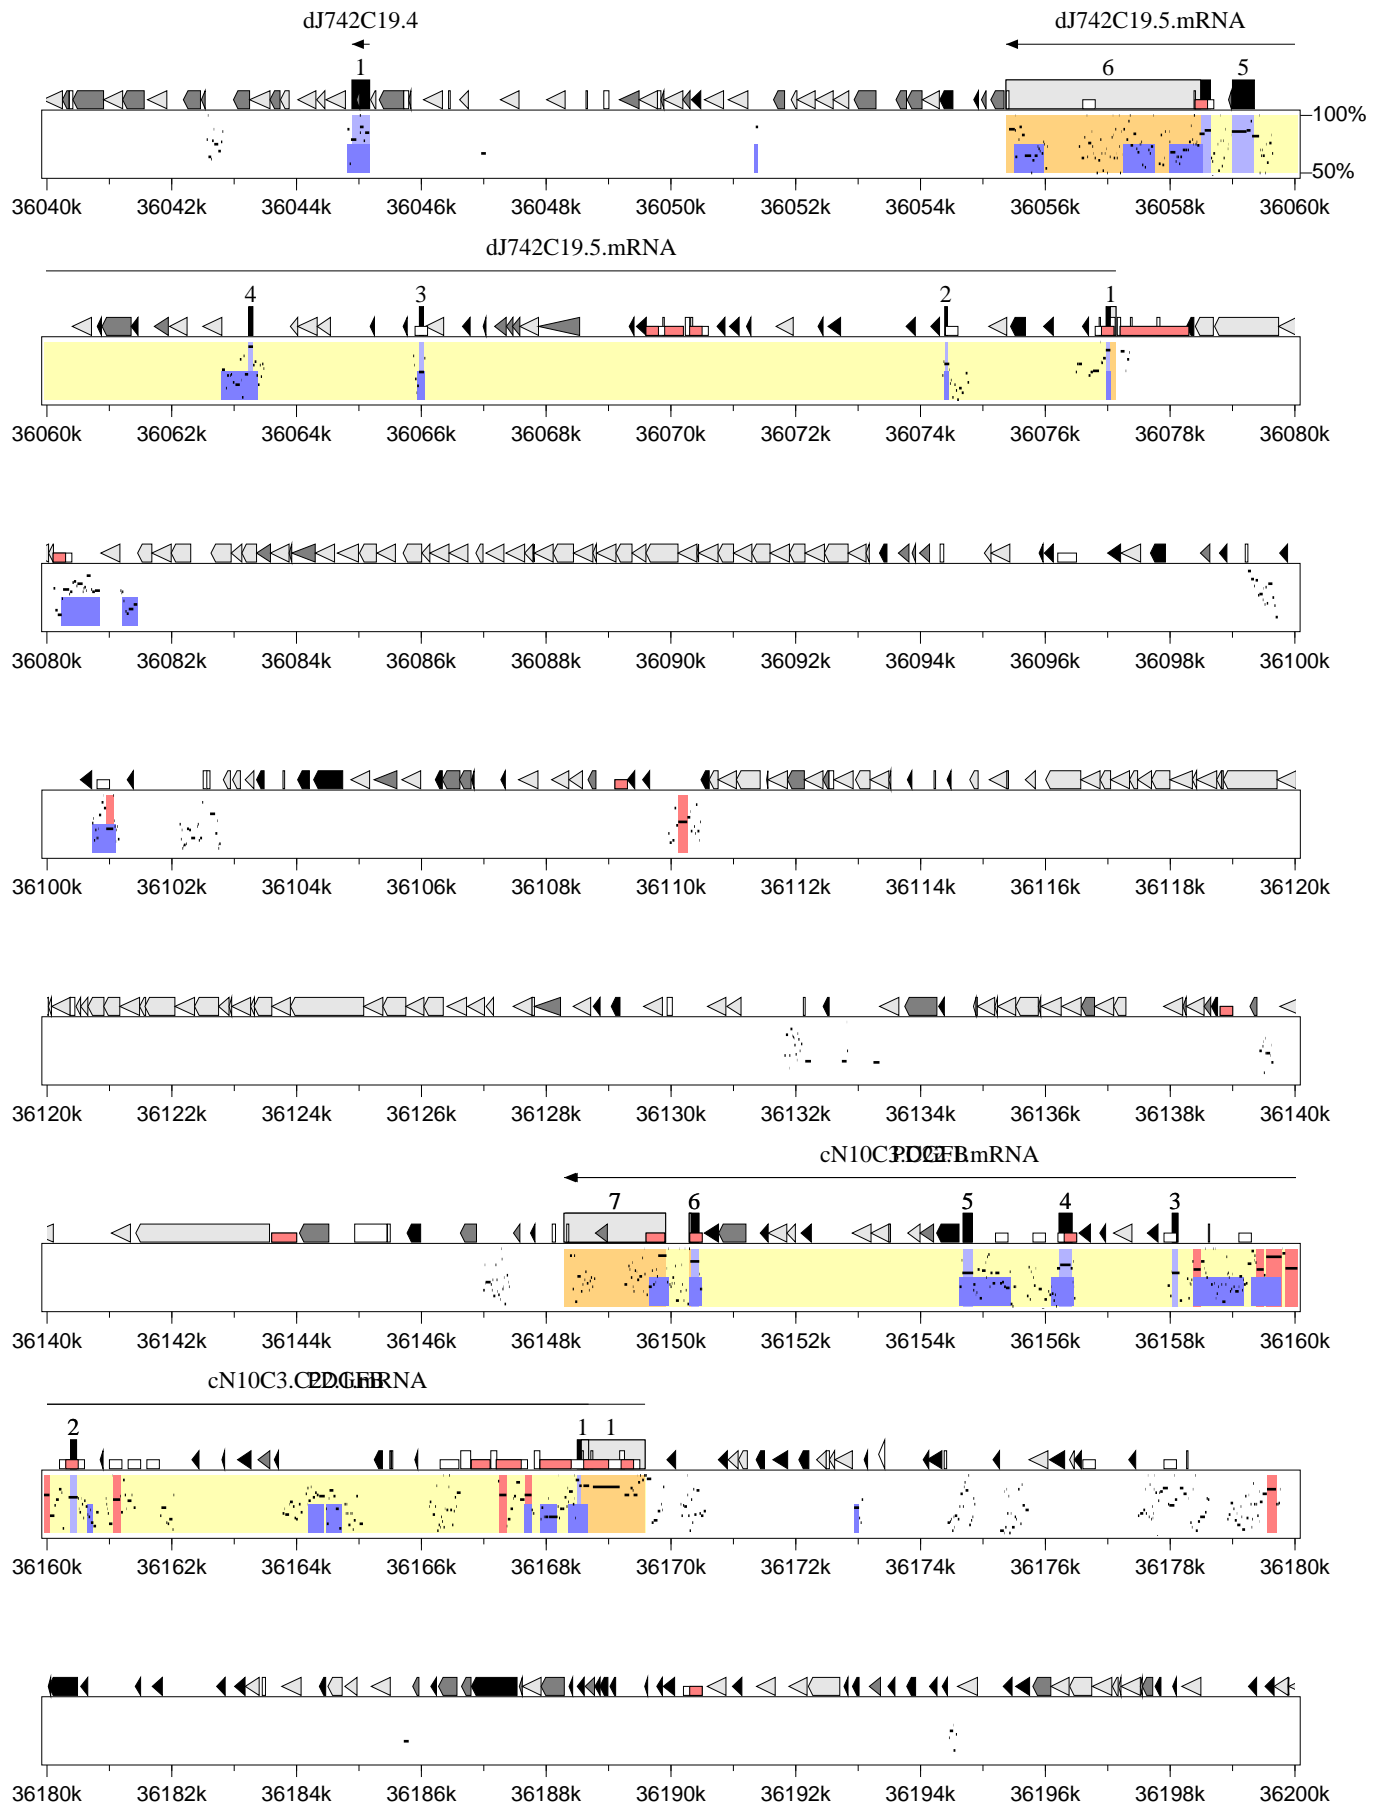 dJ742C19.4 dJ742C19.5.mRNA
1 6 5
100%
50%
36040k 36042k 36044k 36046k 36048k 36050k 36052k 36054k 36056k 36058k 36060k
dJ742C19.5.mRNA
4 3 2 1
36060k 36062k 36064k 36066k 36068k 36070k 36072k 36074k 36076k 36078k 36080k
36080k 36082k 36084k 36086k 36088k 36090k 36092k 36094k 36096k 36098k 36100k
36100k 36102k 36104k 36106k 36108k 36110k 36112k 36114k 36116k 36118k 36120k
36120k 36122k 36124k 36126k 36128k 36130k 36132k 36134k 36136k 36138k 36140k
7 6 5 4 3
36140k 36142k 36144k 36146k 36148k 36150k 36152k 36154k 36156k 36158k 36160k
2 1 1
36160k 36162k 36164k 36166k 36168k 36170k 36172k 36174k 36176k 36178k 36180k
36180k 36182k 36184k 36186k 36188k 36190k 36192k 36194k 36196k 36198k 36200k